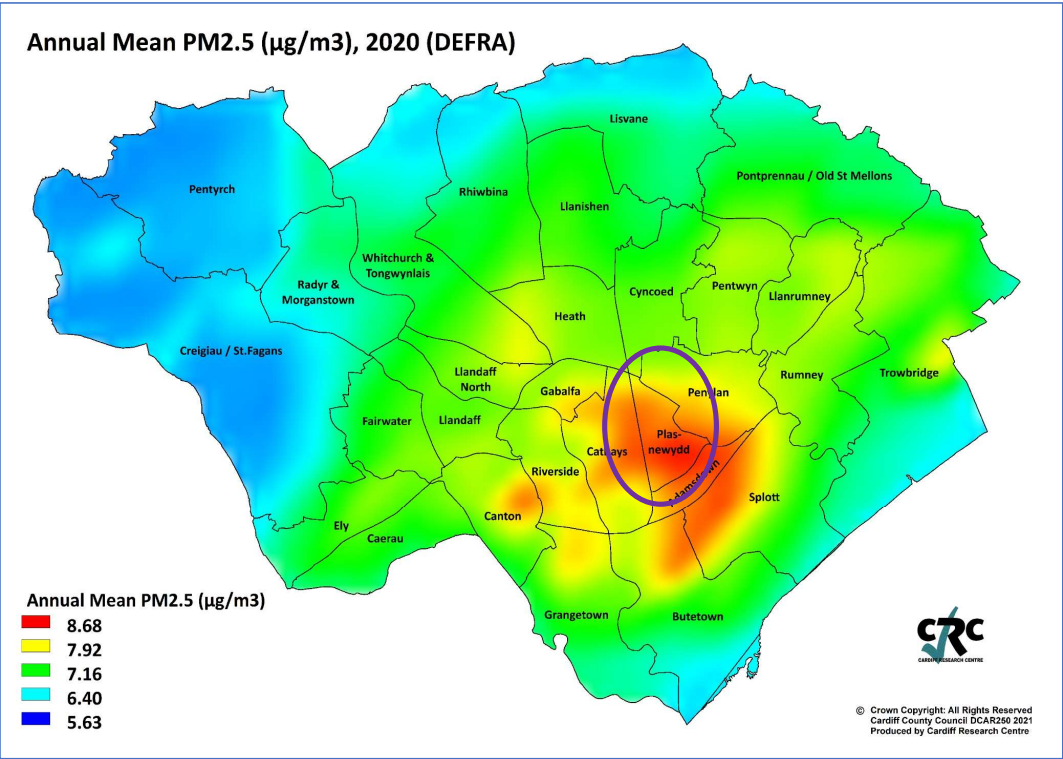 Annual Mean PM2.5 (µg/m3), 2020 (DEFRA)
Lisvane
Pontprennau / Old St Mellons
Pentyrch
Rhiwbina
Llanishen
Whitchurch &
Tongwynlais
Radyr &
Morganstown
Cyncoed
Pentwyn
Llanrumney
Heath
Creigiau / St.Fagans
Llandaff
North
Gabalfa
Penylan
Rumney
Trowbridge
Fairwater
Llandaff
Plas-
newydd
Cathays
Riverside
Adamsdown
Splott
Canton
Ely
Caerau
Grangetown
Butetown
Annual Mean PM2.5 (µg/m3)
8.68
7.92
7.16
6.40
5.63
CRC
CARDIFF RESEARCH CENTRE
© Crown Copyright: All Rights Reserved
Cardiff County Council DCAR250 2021
Produced by Cardiff Research Centre